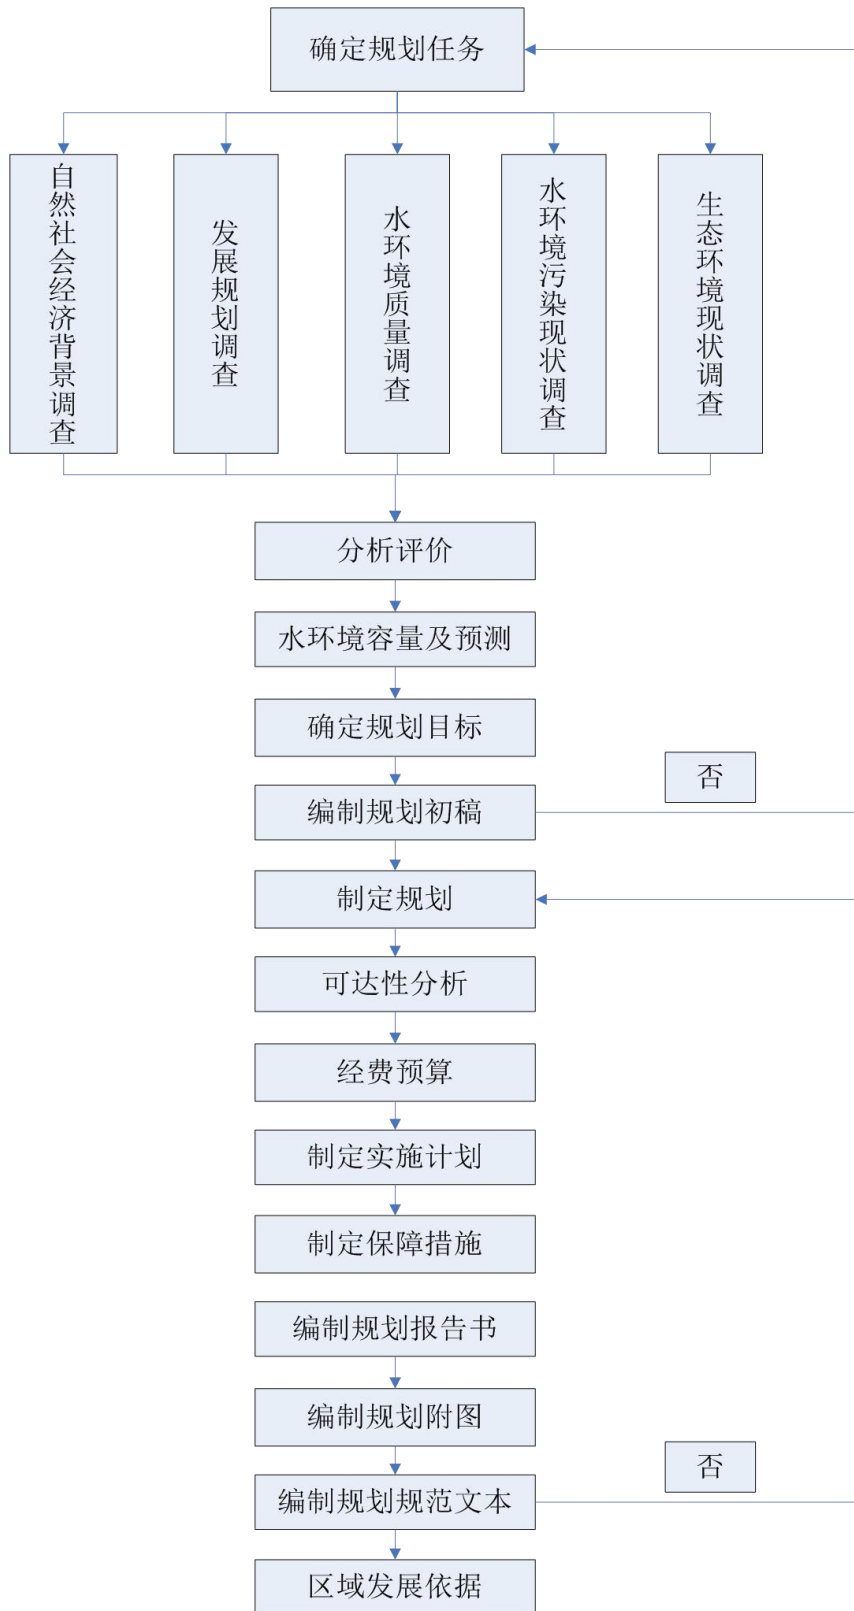 确定规划任务
自然社会经济背景调查
发展规划调查
水环境质量调查
水环境污染现状调查
生态环境现状调查
分析评价
水环境容量及预测
确定规划目标
否
编制规划初稿
制定规划
可达性分析
经费预算
制定实施计划
制定保障措施
编制规划报告书
编制规划附图
否
编制规划规范文本
区域发展依据